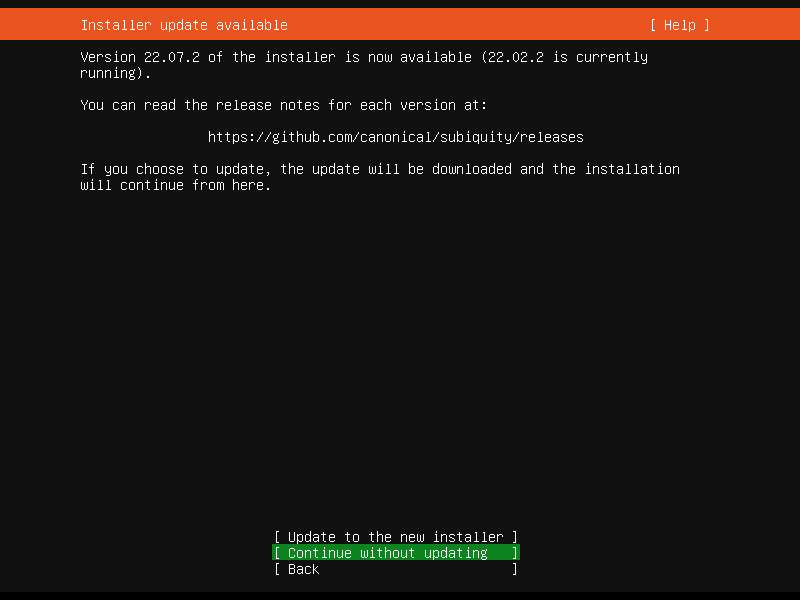 Installer update available [ Help ]
Version 22.07.2 of the installer is now available (22.02.2 is currently
running).
You can read the release notes for each version at:
https://github.com/canonical/subiquity/releases
If you choose to update, the update will be downloaded and the installation
will continue from here.
[ Update to the new installer ]
[ Continue without updating ]
[ Back ]